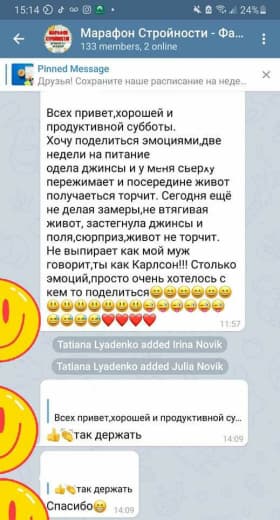 15:14
24%
Марафон Стройности - Фа...
133 members, 2 online
Pinned Message
Друзья! Сохраните наше расписание на неде...
Всех привет,хорошей и
продуктивной субботы.
Хочу поделиться эмоциями,две
недели на питание
одела джинсы и у меня сверху
пережимает и посередине живот
получаеться торчит. Сегодня ещё
не делая замеры,не втягивая
живот, застегнула джинсы и
поля,сюрприз,живот не торчит.
Не выпирает как мой муж
говорит,ты как Карлсон!!! Столько
эмоций,просто очень хотелось с
кем то поделиться
11:57
Tatiana Lyadenko added Irina Novik
Tatiana Lyadenko added Julia Novik
Всех привет,хорошей и продуктивной су...
👍👏так держать
14:09
👍👏так держать
Спасибо😁
14:09